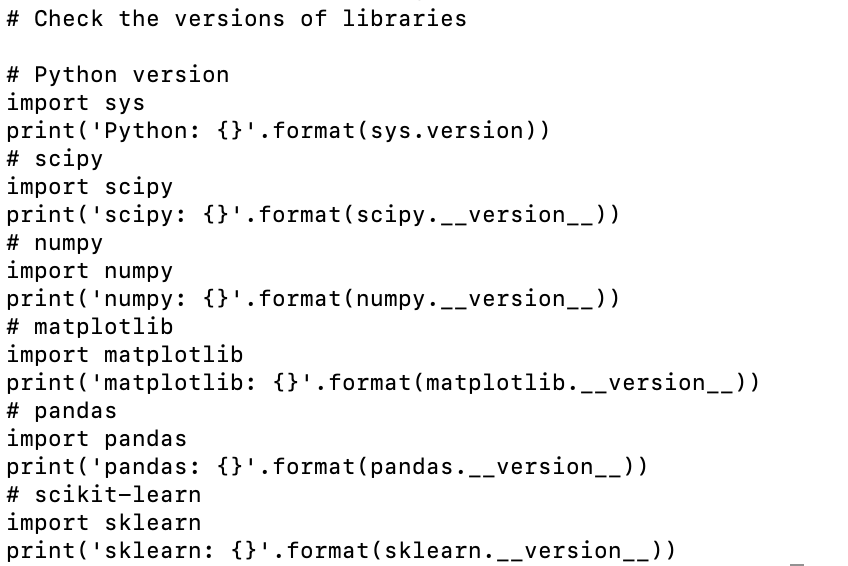 # Check the versions of libraries

# Python version
import sys
print('Python: {}'.format(sys.version))
# scipy
import scipy
print('scipy: {}'.format(scipy.__version__))
# numpy
import numpy
print('numpy: {}'.format(numpy.__version__))
# matplotlib
import matplotlib
print('matplotlib: {}'.format(matplotlib.__version__))
# pandas
import pandas
print('pandas: {}'.format(pandas.__version__))
# scikit-learn
import sklearn
print('sklearn: {}'.format(sklearn.__version__))